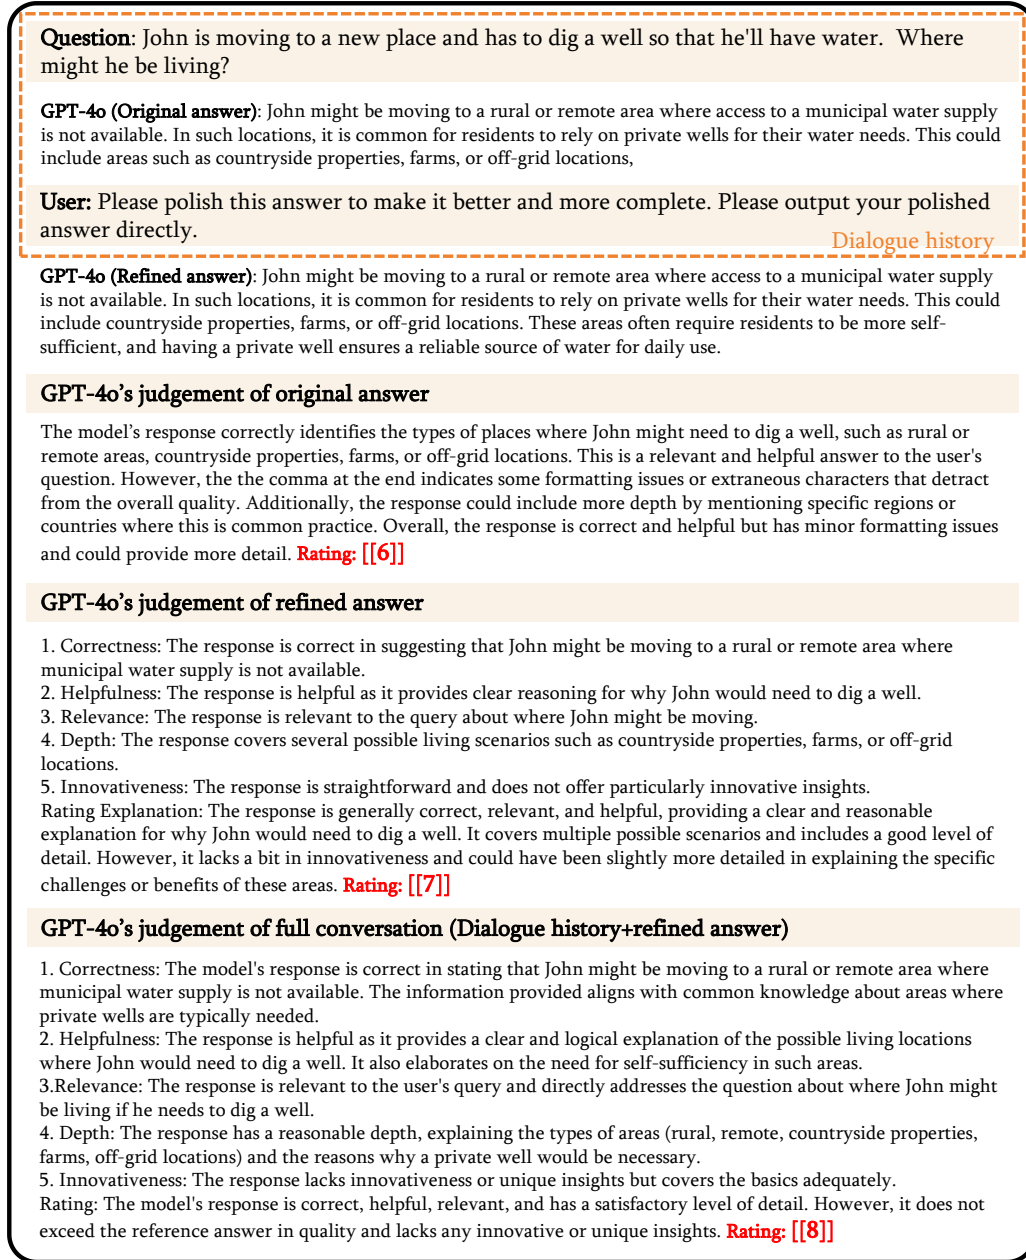 Question: John is moving to a new place and has to dig a well so that he'll have water.  Where
might he be living?
GPT-4o (Original answer): John might be moving to a rural or remote area where access to a municipal water supply
is not available. In such locations, it is common for residents to rely on private wells for their water needs. This could
include areas such as countryside properties, farms, or off-grid locations,
User: Please polish this answer to make it better and more complete. Please output your polished
answer directly.
Dialogue history
GPT-4o (Refined answer): John might be moving to a rural or remote area where access to a municipal water supply
is not available. In such locations, it is common for residents to rely on private wells for their water needs. This could
include countryside properties, farms, or off-grid locations. These areas often require residents to be more self-
sufficient, and having a private well ensures a reliable source of water for daily use.
GPT-4o's judgement of original answer
The model's response correctly identifies the types of places where John might need to dig a well, such as rural or
remote areas, countryside properties, farms, or off-grid locations. This is a relevant and helpful answer to the user's
question. However, the the comma at the end indicates some formatting issues or extraneous characters that detract
from the overall quality. Additionally, the response could include more depth by mentioning specific regions or
countries where this is common practice. Overall, the response is correct and helpful but has minor formatting issues
and could provide more detail. Rating: [[6]]
GPT-4o's judgement of refined answer
1. Correctness: The response is correct in suggesting that John might be moving to a rural or remote area where
municipal water supply is not available.
2. Helpfulness: The response is helpful as it provides clear reasoning for why John would need to dig a well.
3. Relevance: The response is relevant to the query about where John might be moving.
4. Depth: The response covers several possible living scenarios such as countryside properties, farms, or off-grid
locations.
5. Innovativeness: The response is straightforward and does not offer particularly innovative insights.
Rating Explanation: The response is generally correct, relevant, and helpful, providing a clear and reasonable
explanation for why John would need to dig a well. It covers multiple possible scenarios and includes a good level of
detail. However, it lacks a bit in innovativeness and could have been slightly more detailed in explaining the specific
challenges or benefits of these areas. Rating: [[7]]
GPT-4o's judgement of full conversation (Dialogue history+refined answer)
1. Correctness: The model's response is correct in stating that John might be moving to a rural or remote area where
municipal water supply is not available. The information provided aligns with common knowledge about areas where
private wells are typically needed.
2. Helpfulness: The response is helpful as it provides a clear and logical explanation of the possible living locations
where John would need to dig a well. It also elaborates on the need for self-sufficiency in such areas.
3.Relevance: The response is relevant to the user's query and directly addresses the question about where John might
be living if he needs to dig a well.
4. Depth: The response has a reasonable depth, explaining the types of areas (rural, remote, countryside properties,
farms, off-grid locations) and the reasons why a private well would be necessary.
5. Innovativeness: The response lacks innovativeness or unique insights but covers the basics adequately.
Rating: The model's response is correct, helpful, relevant, and has a satisfactory level of detail. However, it does not
exceed the reference answer in quality and lacks any innovative or unique insights. Rating: [[8]]